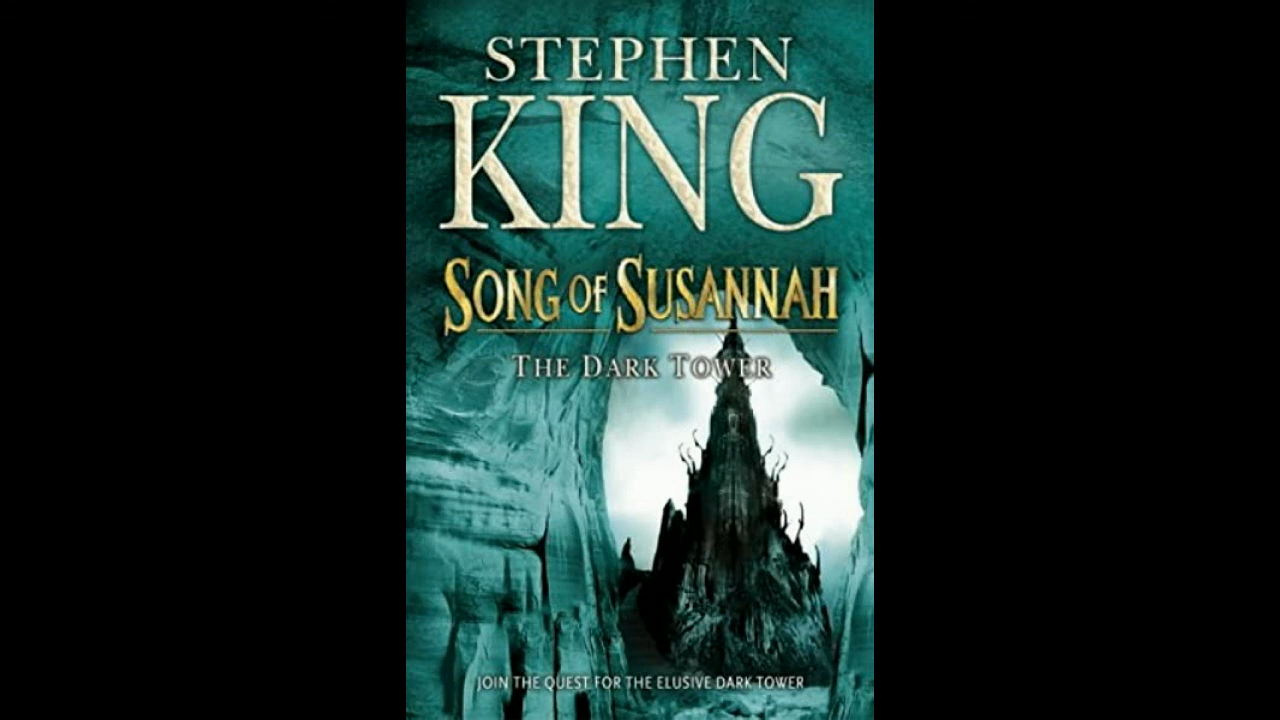 STEPHEN
KING
SONG OF SUSANNAH
THE DARK TOWER
JOIN THE QUEST FOR THE ELUSIVE DARK TOWER